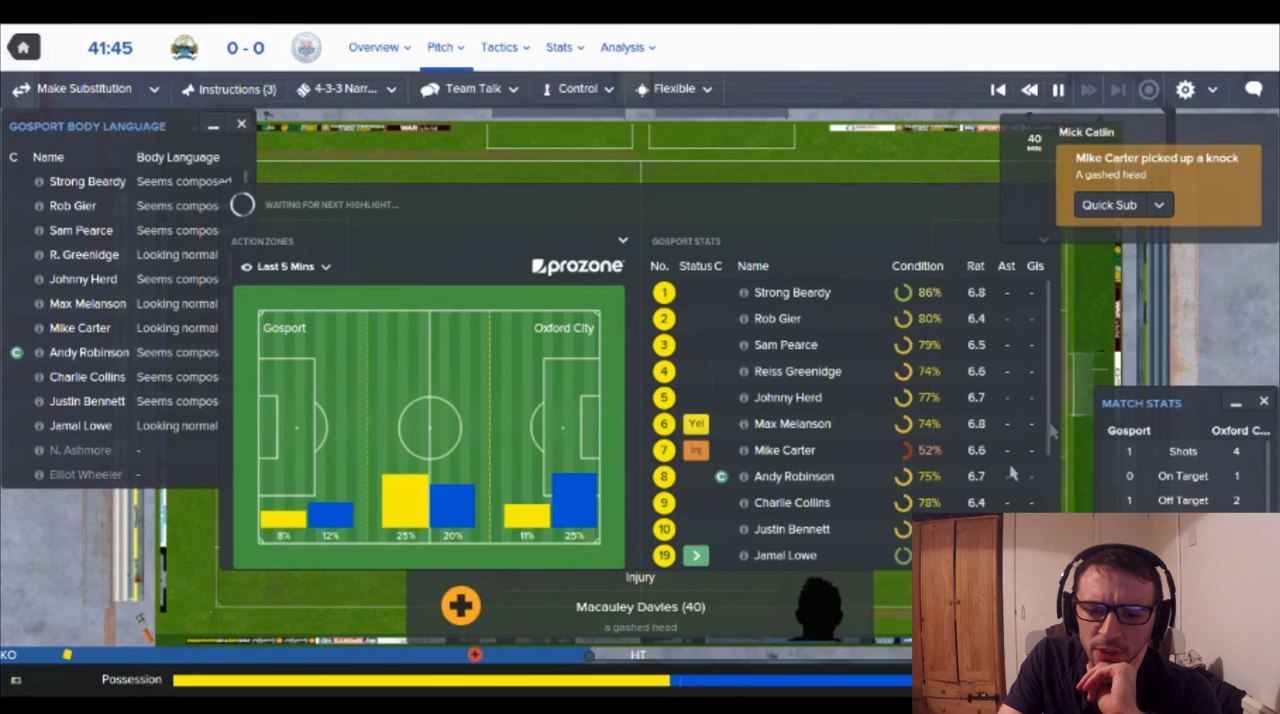 41:45
0 - 0
Overview
Pitch
Tactics
Stats
Analysis
Make Substitution
Instructions (3)
4-3-3 Narr...
Team Talk
Control
Flexible
GOSPORT BODY LANGUAGE
C Name Body Language
Strong Beardy Seems composed
Rob Gier Seems compos
Sam Pearce Seems compos
R. Greenidge Looking normal
Johnny Herd Seems compos
Max Melanson Looking normal
Mike Carter Looking normal
C Andy Robinson Seems compos
Charlie Collins Seems compos
Justin Bennett Seems compos
Jamal Lowe Looking normal
N. Ashmore -
Elliot Wheeler -
WAITING FOR NEXT HIGHLIGHT...
ACTION ZONES
Last 5 Mins
prozone
Gosport
Oxford City
8% 12% 25% 20% 11% 25%
GOSPORT STATS
No. Status C Name Condition Rat Ast Gls
1 Strong Beardy 86% 6.8 - -
2 Rob Gier 80% 6.4 - -
3 Sam Pearce 79% 6.5 - -
4 Reiss Greenidge 74% 6.6 - -
5 Johnny Herd 77% 6.7 - -
6 Yel Max Melanson 74% 6.8 - -
7 Inj Mike Carter 52% 6.6 - -
8 C Andy Robinson 75% 6.7 - -
9 Charlie Collins 78% 6.4 - -
10 Justin Bennett
19 Jamal Lowe
40
MIN
Mick Catlin
Mike Carter picked up a knock
A gashed head
Quick Sub
MATCH STATS
Gosport Oxford C...
1 Shots 4
0 On Target 1
1 Off Target 2
Injury
Macauley Davies (40)
a gashed head
KO
HT
Possession